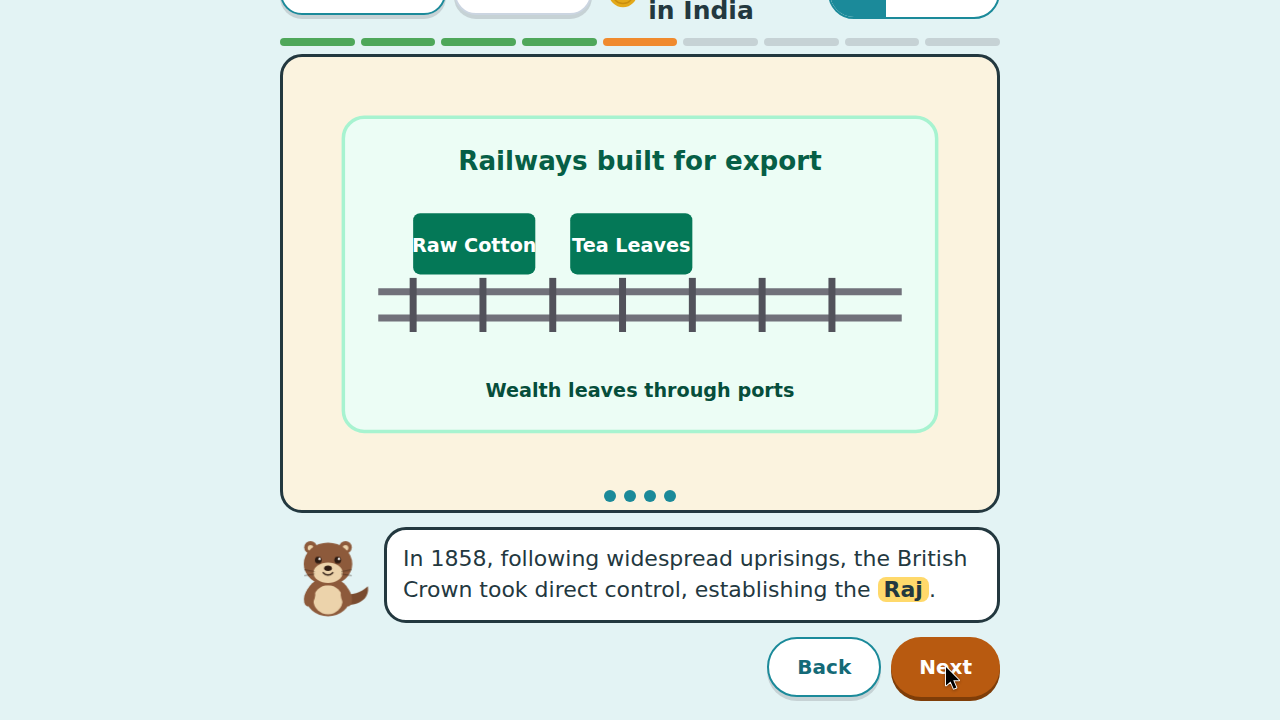 in India
Railways built for export
Raw Cotton
Tea Leaves
Wealth leaves through ports
In 1858, following widespread uprisings, the British
Crown took direct control, establishing the Raj.
Back
Next